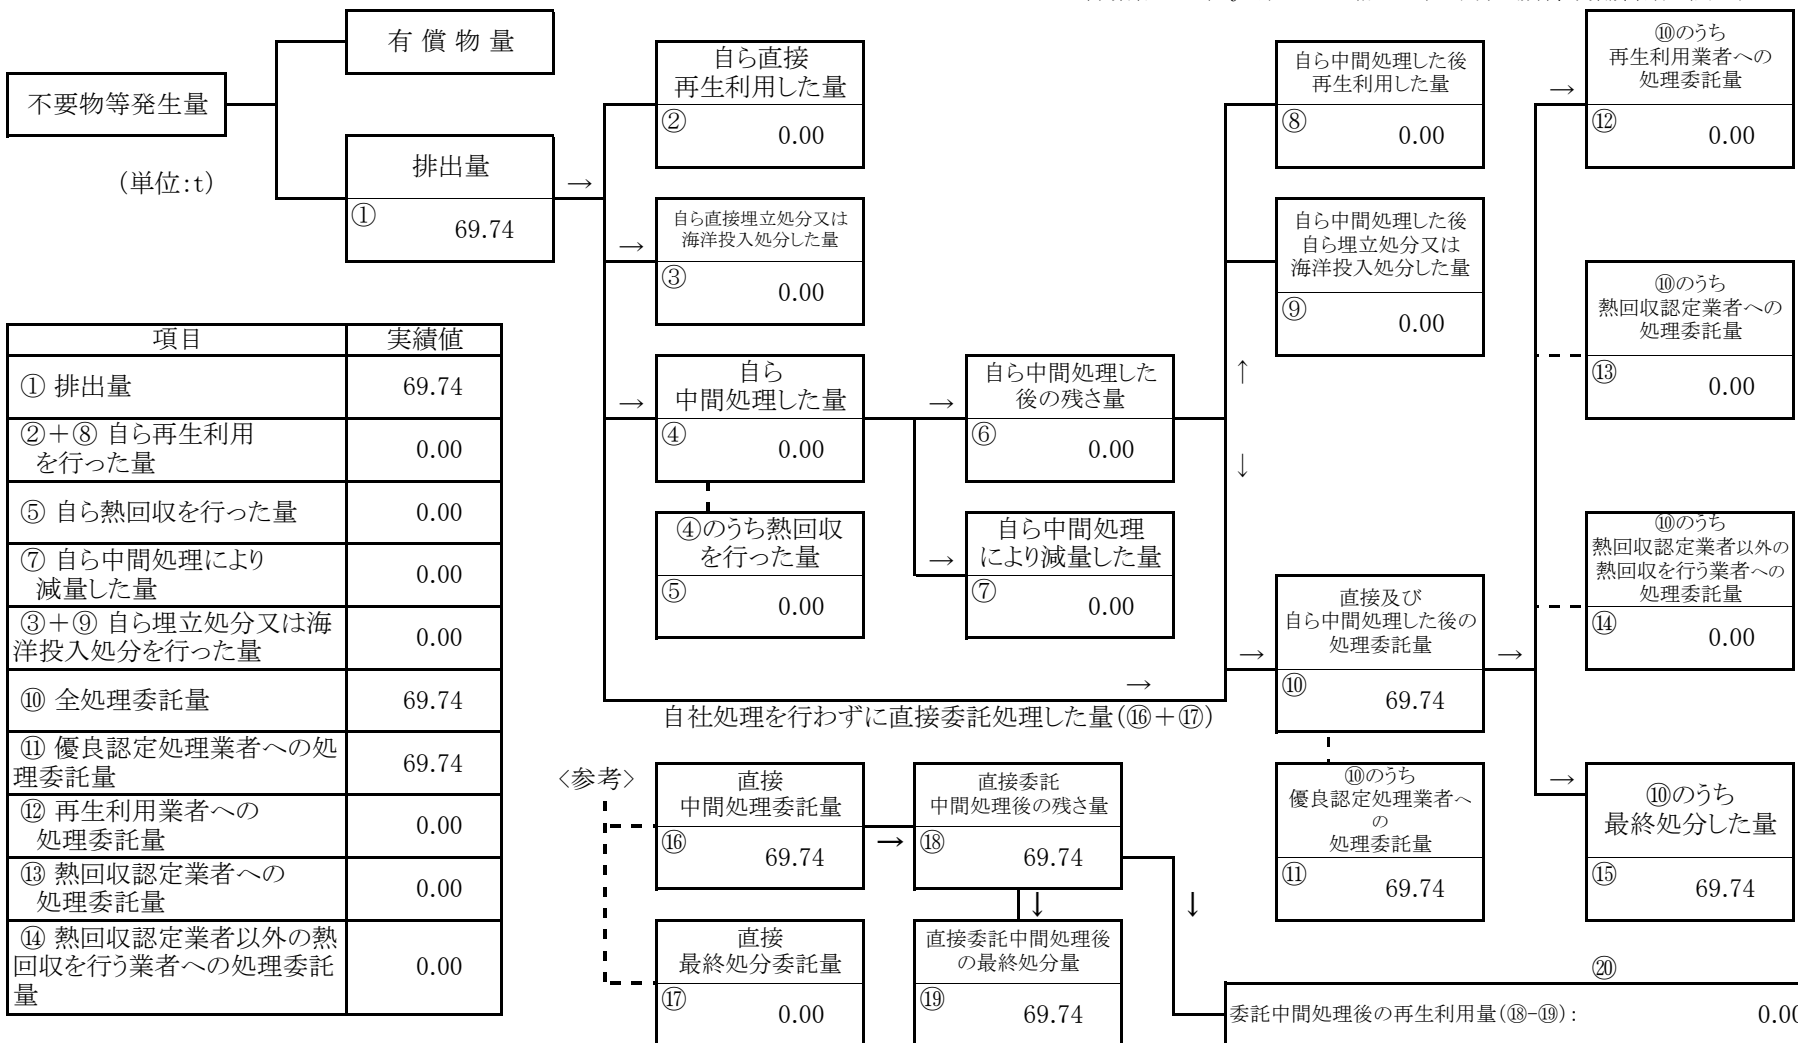 有 償 物 量
不要物等発生量
(単位:t)
排出量
→
① 69.74
自ら直接
再生利用した量
② 0.00
→
自ら直接埋立処分又は
海洋投入処分した量
③ 0.00
→
自ら
中間処理した量
④ 0.00
④のうち熱回収
を行った量
⑤ 0.00
→
自ら中間処理した
後の残さ量
⑥ 0.00
→
自ら中間処理
により減量した量
⑦ 0.00
自ら中間処理した後
再生利用した量
⑧ 0.00
自ら中間処理した後
自ら埋立処分又は
海洋投入処分した量
⑨ 0.00
↑
↓
→
自社処理を行わずに直接委託処理した量(⑯+⑰)
→
直接及び
自ら中間処理した後の
処理委託量
⑩ 69.74
→
⑩のうち
優良認定処理業者へ
の
処理委託量
⑪ 69.74
→
⑩のうち
再生利用業者への
処理委託量
⑫ 0.00
⑩のうち
熱回収認定業者への
処理委託量
⑬ 0.00
⑩のうち
熱回収認定業者以外の
熱回収を行う業者への
処理委託量
⑭ 0.00
→
⑩のうち
最終処分した量
⑮ 69.74
項目 実績値
① 排出量 69.74
②+⑧ 自ら再生利用
を行った量 0.00
⑤ 自ら熱回収を行った量 0.00
⑦ 自ら中間処理により
減量した量 0.00
③+⑨ 自ら埋立処分又は海
洋投入処分を行った量 0.00
⑩ 全処理委託量 69.74
⑪ 優良認定処理業者への処
理委託量 69.74
⑫ 再生利用業者への
処理委託量 0.00
⑬ 熱回収認定業者への
処理委託量 0.00
⑭ 熱回収認定業者以外の熱
回収を行う業者への処理委託
量 0.00
〈参考〉
直接
中間処理委託量
⑯ 69.74
→
直接委託
中間処理後の残さ量
⑱ 69.74
↓
↓
直接
最終処分委託量
⑰ 0.00
直接委託中間処理後
の最終処分量
⑲ 69.74
⑳
委託中間処理後の再生利用量(⑱-⑲): 0.00